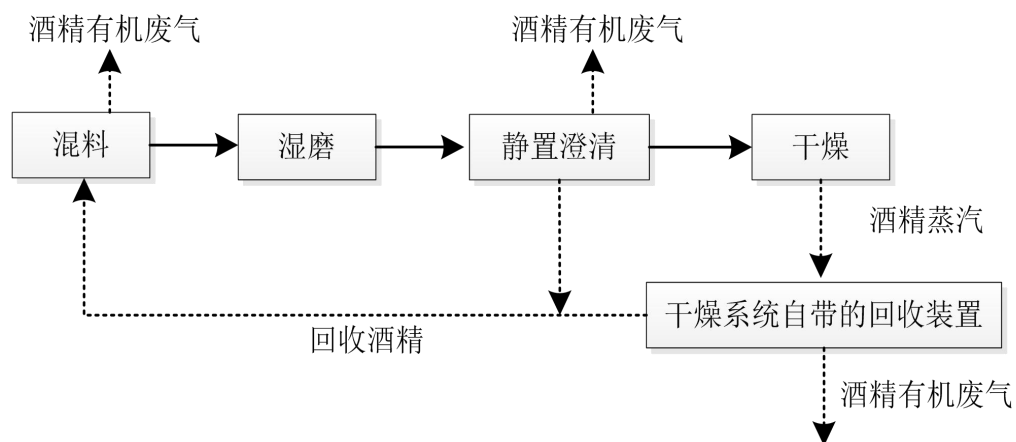 酒精有机废气
酒精有机废气
混料
湿磨
静置澄清
干燥
酒精蒸汽
干燥系统自带的回收装置
回收酒精
酒精有机废气